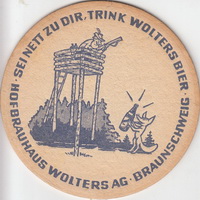 SEI NETT ZU DIR, TRINK WOLTERS BIER ·
HOFBRAUHAUS WOLTERS AG · BRAUNSCHWEIG ·